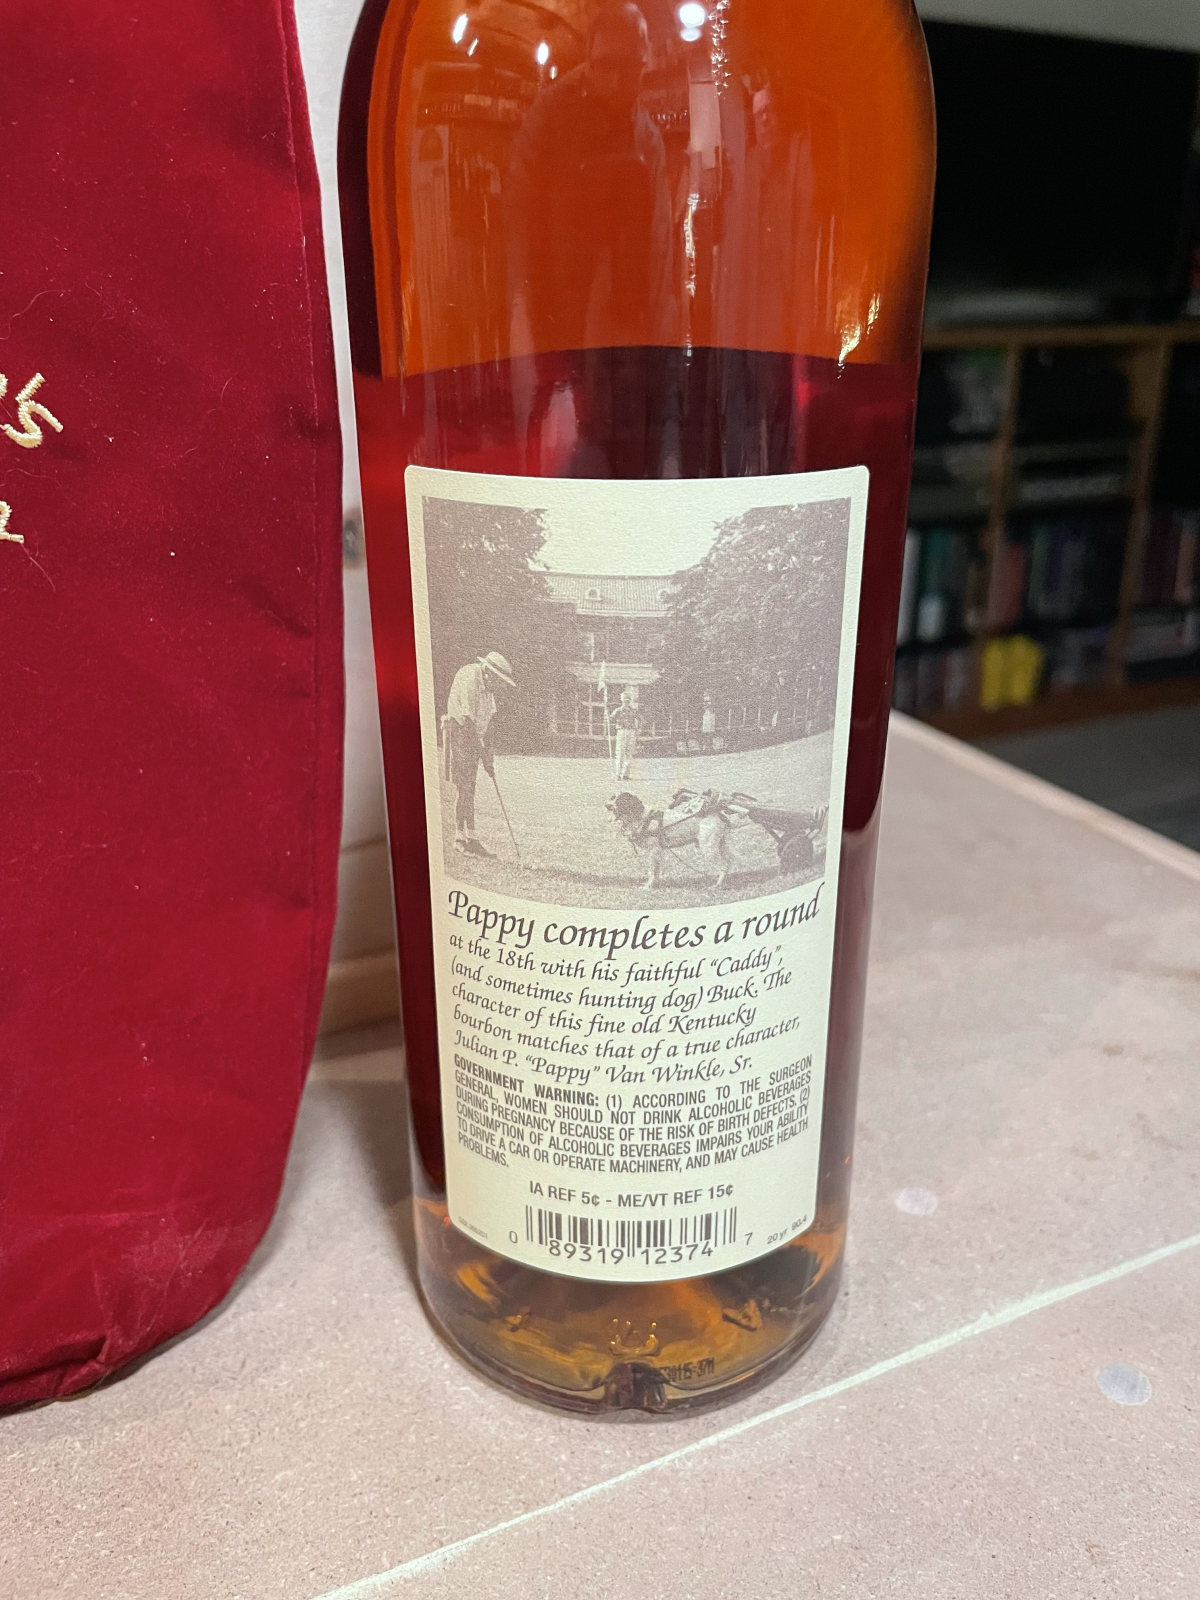 Pappy completes a round
at the 18th with his faithful “Caddy”,
(and sometimes hunting dog) Buck. The
character of this fine old Kentucky
bourbon matches that of a true character,
Julian P. “Pappy” Van Winkle, Sr.
GOVERNMENT WARNING: (1) ACCORDING TO THE SURGEON
GENERAL, WOMEN SHOULD NOT DRINK ALCOHOLIC BEVERAGES
DURING PREGNANCY BECAUSE OF THE RISK OF BIRTH DEFECTS. (2)
CONSUMPTION OF ALCOHOLIC BEVERAGES IMPAIRS YOUR ABILITY
TO DRIVE A CAR OR OPERATE MACHINERY, AND MAY CAUSE HEALTH
PROBLEMS.
IA REF 5¢ - ME/VT REF 15¢
0 89319 12374 7
20 yr 90.4